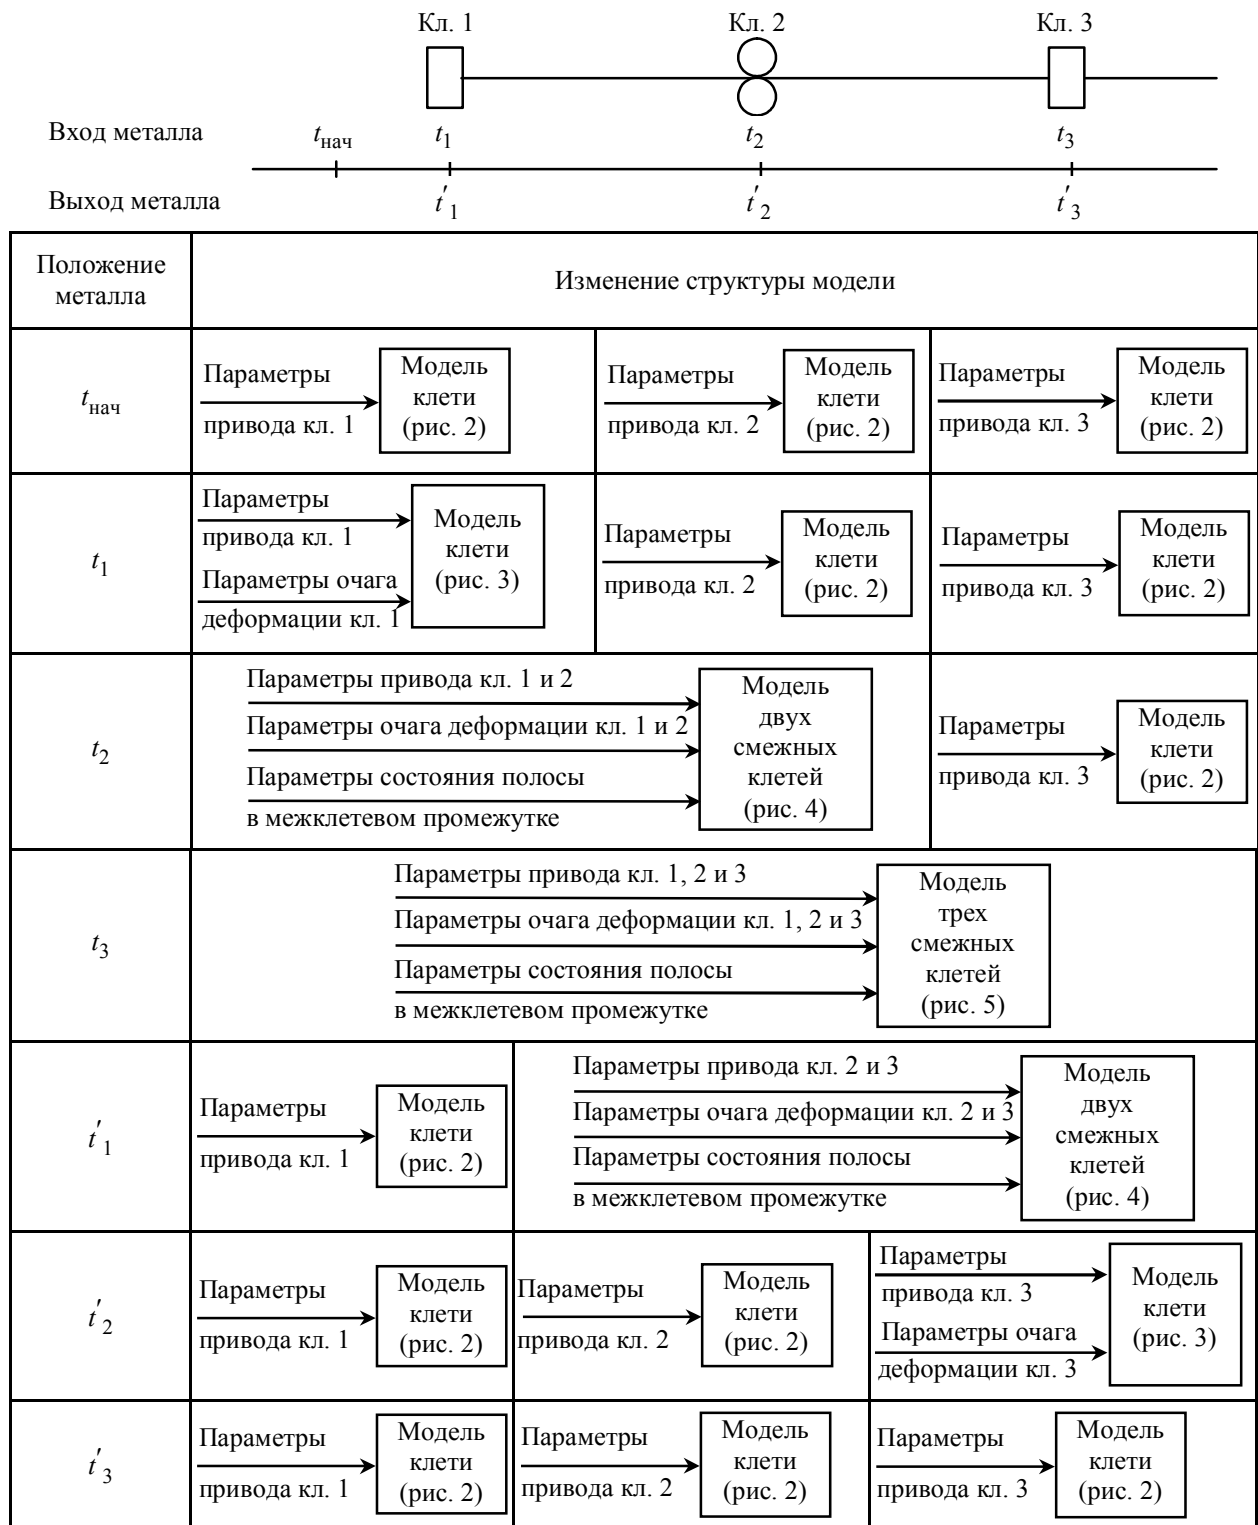 Кл. 1 Кл. 2 Кл. 3
Вход металла tнач t1 t2 t3
Выход металла t′1 t′2 t′3
Положение
металла
Изменение структуры модели
tнач
Параметры
привода кл. 1
Модель
клети
(рис. 2)
Параметры
привода кл. 2
Модель
клети
(рис. 2)
Параметры
привода кл. 3
Модель
клети
(рис. 2)
t1
Параметры
привода кл. 1
Параметры очага
деформации кл. 1
Модель
клети
(рис. 3)
Параметры
привода кл. 2
Модель
клети
(рис. 2)
Параметры
привода кл. 3
Модель
клети
(рис. 2)
t2
Параметры привода кл. 1 и 2
Параметры очага деформации кл. 1 и 2
Параметры состояния полосы
в межклетевом промежутке
Модель
двух
смежных
клетей
(рис. 4)
Параметры
привода кл. 3
Модель
клети
(рис. 2)
t3
Параметры привода кл. 1, 2 и 3
Параметры очага деформации кл. 1, 2 и 3
Параметры состояния полосы
в межклетевом промежутке
Модель
трех
смежных
клетей
(рис. 5)
t′1
Параметры
привода кл. 1
Модель
клети
(рис. 2)
Параметры привода кл. 2 и 3
Параметры очага деформации кл. 2 и 3
Параметры состояния полосы
в межклетевом промежутке
Модель
двух
смежных
клетей
(рис. 4)
t′2
Параметры
привода кл. 1
Модель
клети
(рис. 2)
Параметры
привода кл. 2
Модель
клети
(рис. 2)
Параметры
привода кл. 3
Параметры очага
деформации кл. 3
Модель
клети
(рис. 3)
t′3
Параметры
привода кл. 1
Модель
клети
(рис. 2)
Параметры
привода кл. 2
Модель
клети
(рис. 2)
Параметры
привода кл. 3
Модель
клети
(рис. 2)